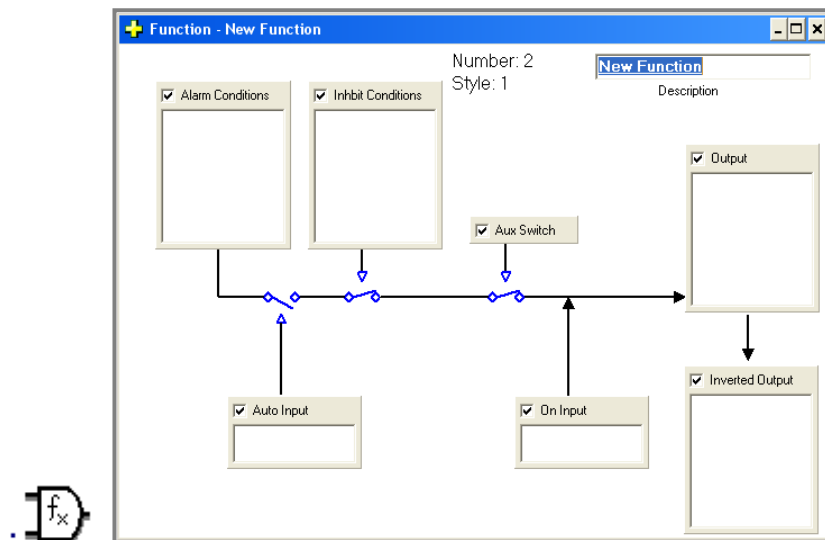 Function - New Function
Number: 2
Style: 1
New Function
Description
Alarm Conditions
Inhbit Conditions
Output
Aux Switch
Auto Input
On Input
Inverted Output
fx